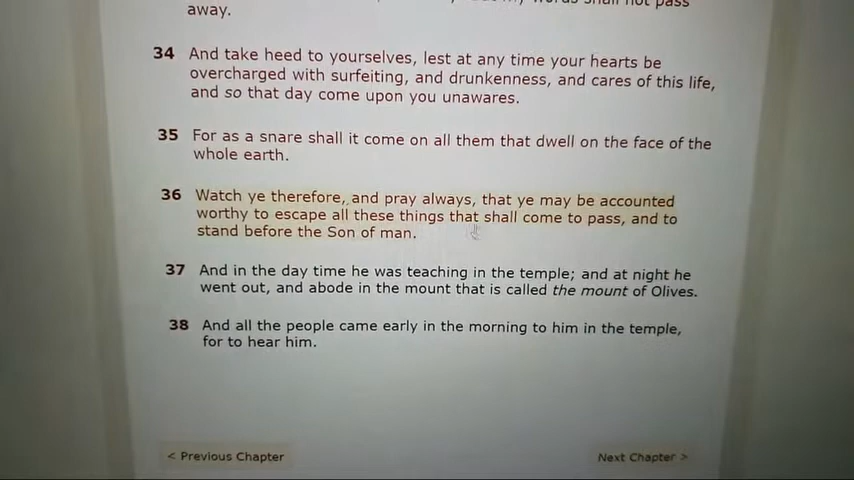 shall not pass
away.
34 And take heed to yourselves, lest at any time your hearts be
overcharged with surfeiting, and drunkenness, and cares of this life,
and so that day come upon you unawares.
35 For as a snare shall it come on all them that dwell on the face of the
whole earth.
36 Watch ye therefore, and pray always, that ye may be accounted
worthy to escape all these things that shall come to pass, and to
stand before the Son of man.
37 And in the day time he was teaching in the temple; and at night he
went out, and abode in the mount that is called the mount of Olives.
38 And all the people came early in the morning to him in the temple,
for to hear him.
< Previous Chapter
Next Chapter >